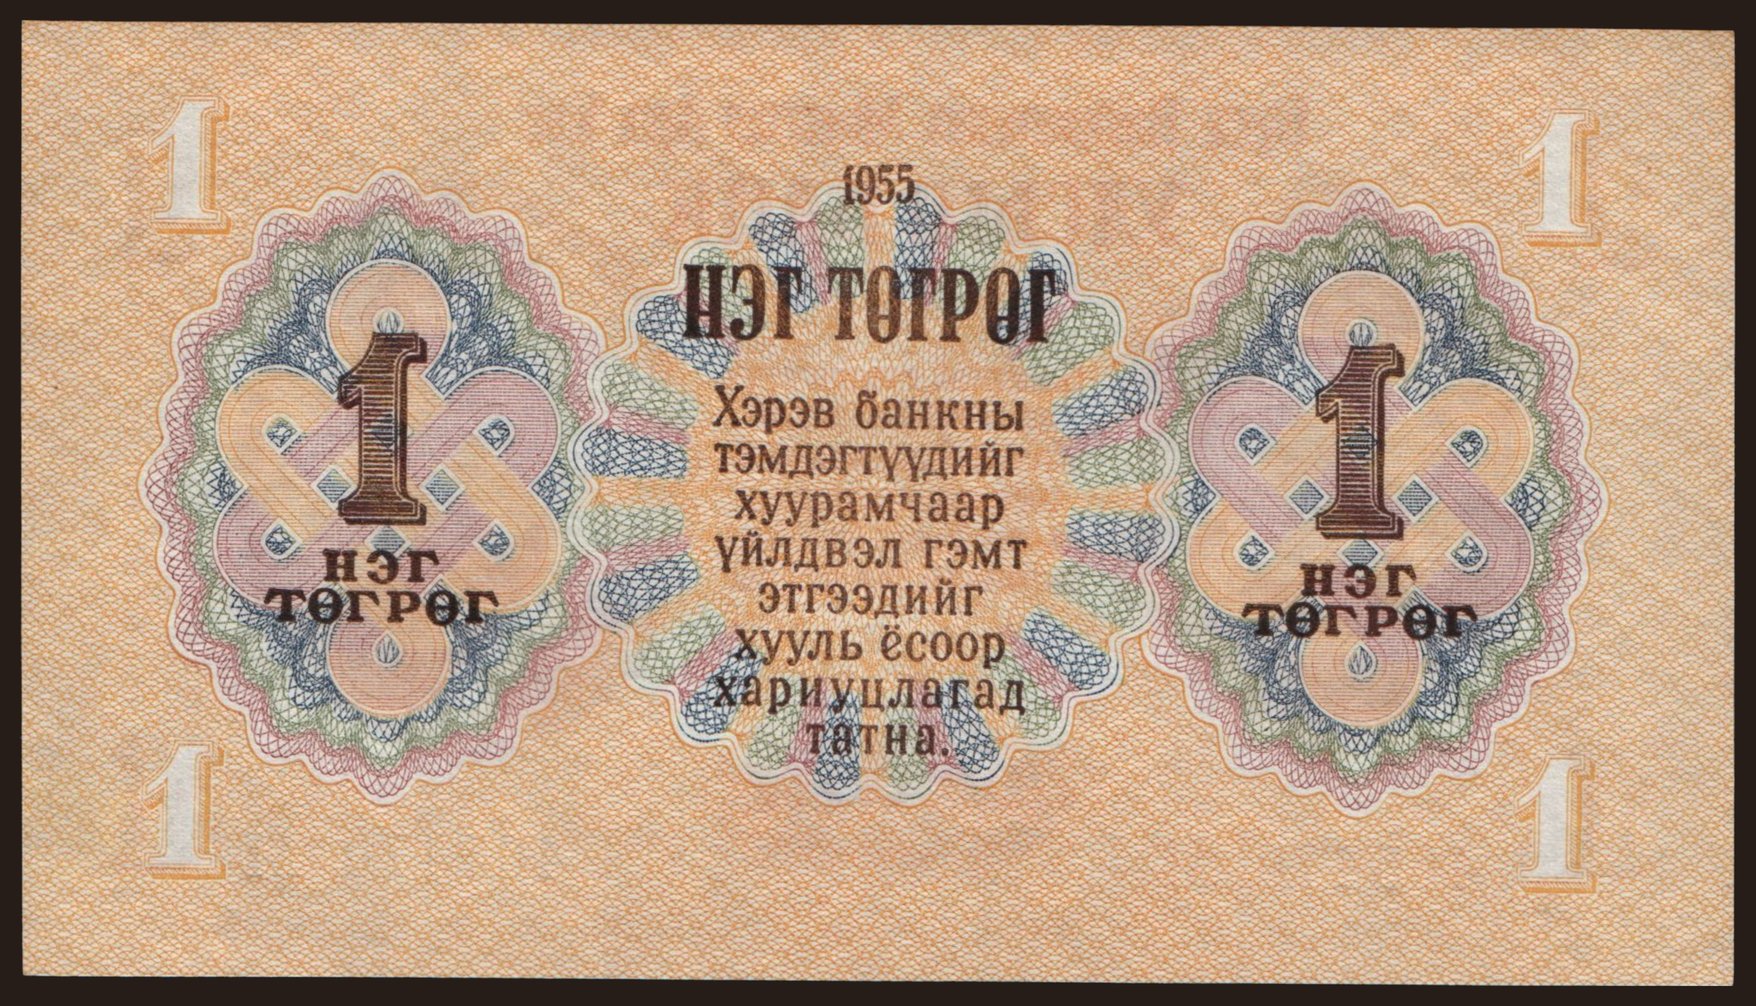 1
1
1955
НЭГ ТӨГРӨГ
1
НЭГ
ТӨГРӨГ
Хэрэв банкны
тэмдэгтүүдийг
хуурамчаар
үйлдвэл гэмт
этгээдийг
хууль ёсоор
хариуцлагад
татна.
1
НЭГ
ТӨГРӨГ
1
1